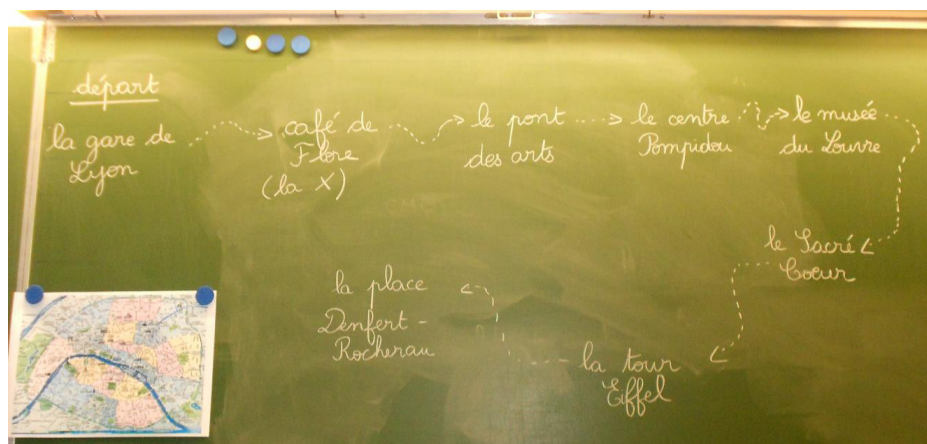 départ
la gare de
Lyon
café de
Flore
(la X)
le pont
des arts
le centre
Pompidou
le musée
du Louvre
le Sacré
Coeur
la tour
Eiffel
la place
Denfert-
Rocherau